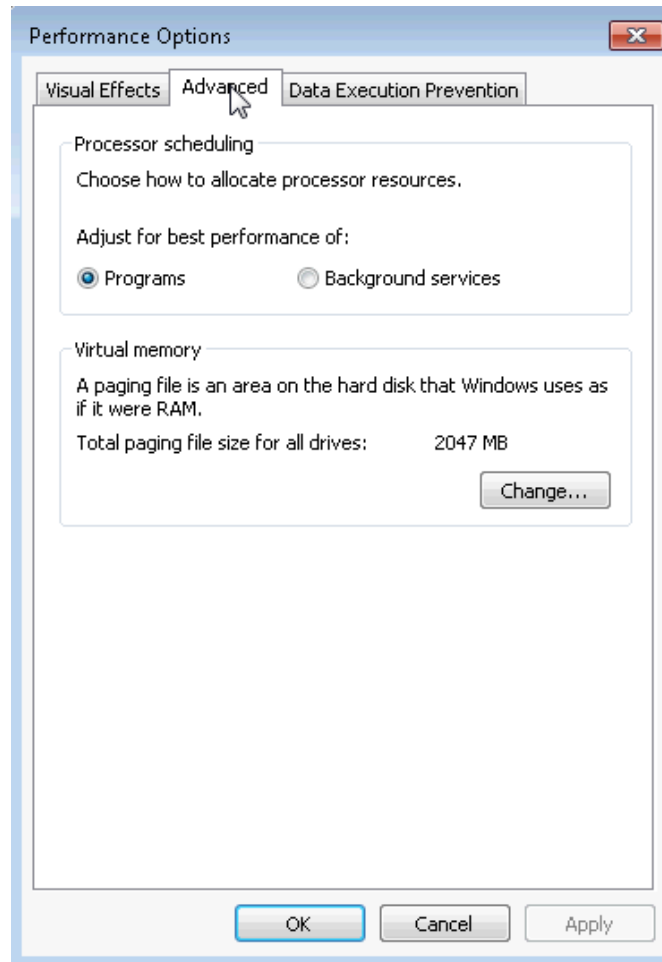 Performance Options
Visual Effects Advanced Data Execution Prevention
Processor scheduling
Choose how to allocate processor resources.
Adjust for best performance of:
Programs Background services
Virtual memory
A paging file is an area on the hard disk that Windows uses as
if it were RAM.
Total paging file size for all drives: 2047 MB
Change...
OK Cancel Apply